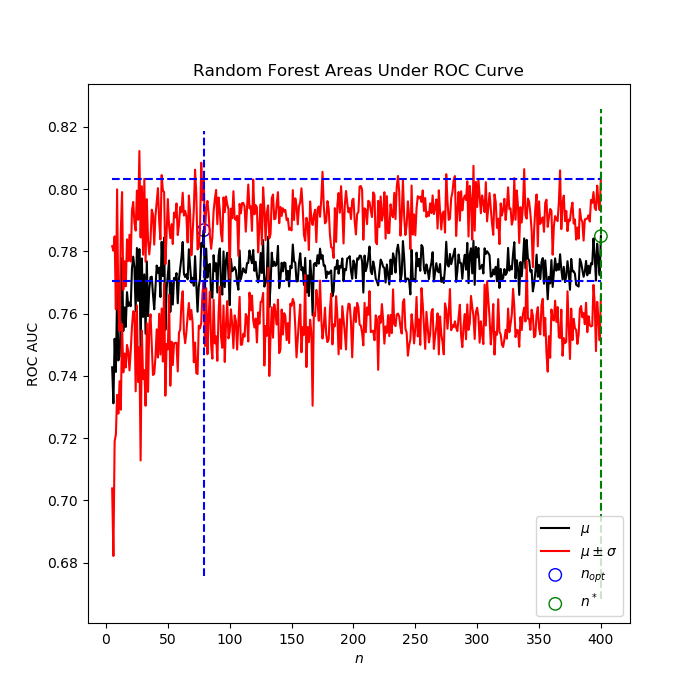 Random Forest Areas Under ROC Curve
0.82
0.80
0.78
0.76
0.74
0.72
0.70
0.68
ROC AUC
0 50 100 150 200 250 300 350 400
n
μ
μ ± σ
n_opt
n*